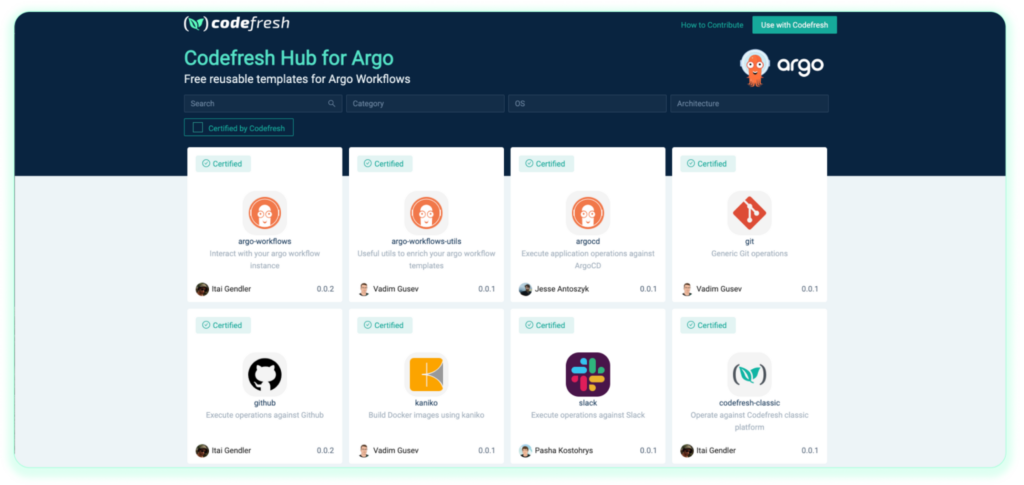 codefresh
How to Contribute
Use with Codefresh
Codefresh Hub for Argo
Free reusable templates for Argo Workflows
argo
Search
Category
OS
Architecture
Certified by Codefresh
Certified
Certified
Certified
Certified
argo-workflows
Interact with your argo workflow
instance
Itai Gendler
0.0.2
argo-workflows-utils
Useful utils to enrich your argo workflow
templates
Vadim Gusev
0.0.1
argocd
Execute application operations against
ArgoCD
Jesse Antoszyk
0.0.1
git
Generic Git operations
Vadim Gusev
0.0.1
Certified
Certified
Certified
Certified
github
Execute operations against Github
Itai Gendler
0.0.2
kaniko
Build Docker images using kaniko
Vadim Gusev
0.0.1
slack
Execute operations against Slack
Pasha Kostohrys
0.0.1
codefresh-classic
Operate against Codefresh classic
platform
Itai Gendler
0.0.1